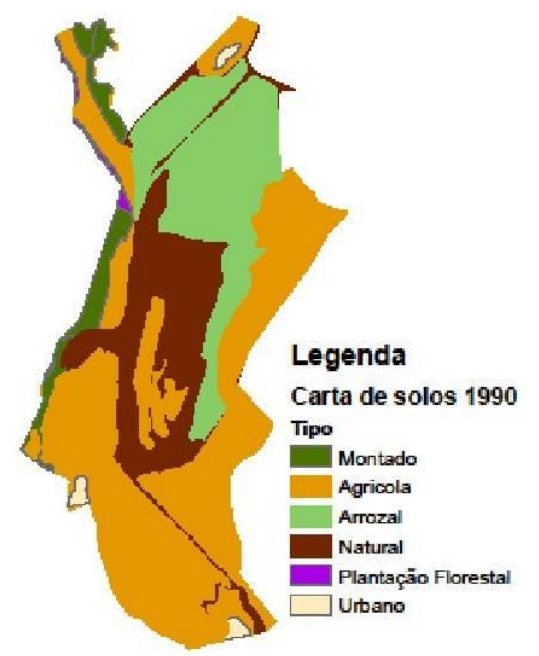 Legenda
Carta de solos 1990
Tipo
Montado
Agricola
Arrozal
Natural
Plantação Florestal
Urbano